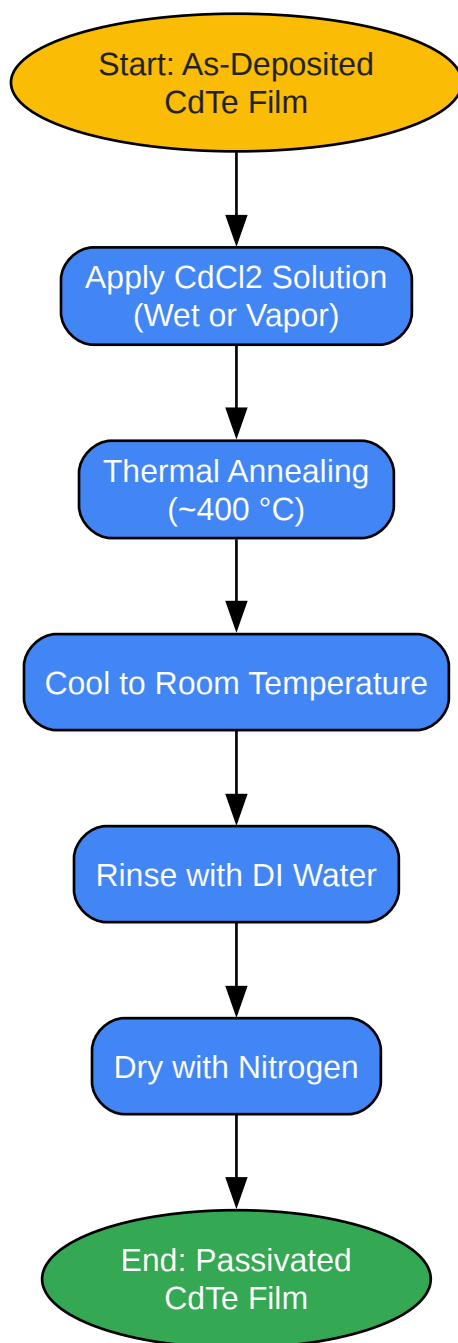 Start: As-Deposited
CdTe Film
Apply CdCl2 Solution
(Wet or Vapor)
Thermal Annealing
(~400 °C)
Cool to Room Temperature
Rinse with DI Water
Dry with Nitrogen
End: Passivated
CdTe Film